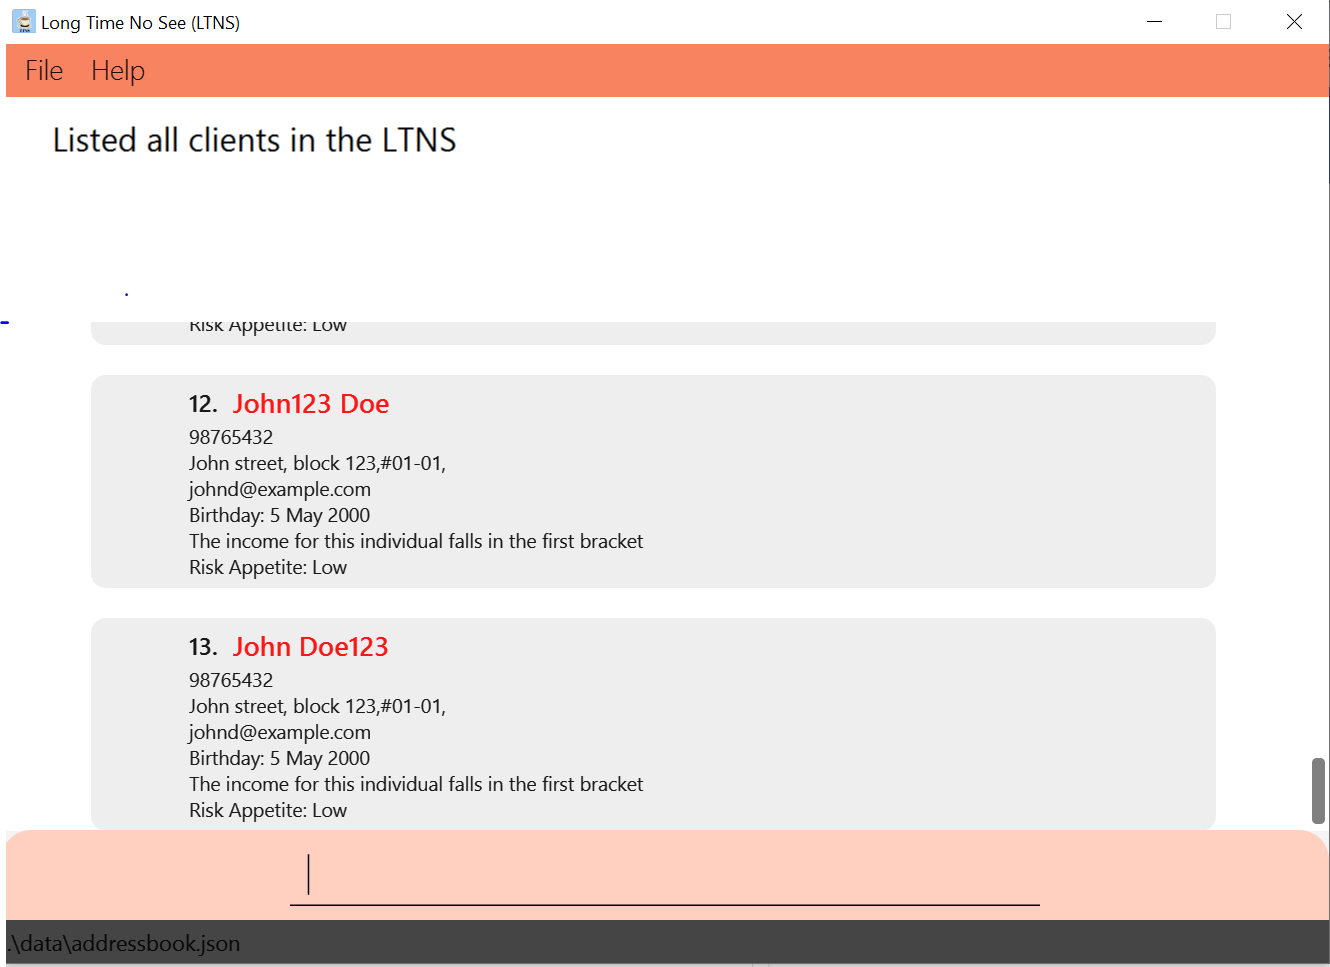 Long Time No See (LTNS)
File Help
Listed all clients in the LTNS
Risk Appetite: Low
12. John123 Doe
98765432
John street, block 123,#01-01,
johnd@example.com
Birthday: 5 May 2000
The income for this individual falls in the first bracket
Risk Appetite: Low
13. John Doe123
98765432
John street, block 123,#01-01,
johnd@example.com
Birthday: 5 May 2000
The income for this individual falls in the first bracket
Risk Appetite: Low
.\data\addressbook.json